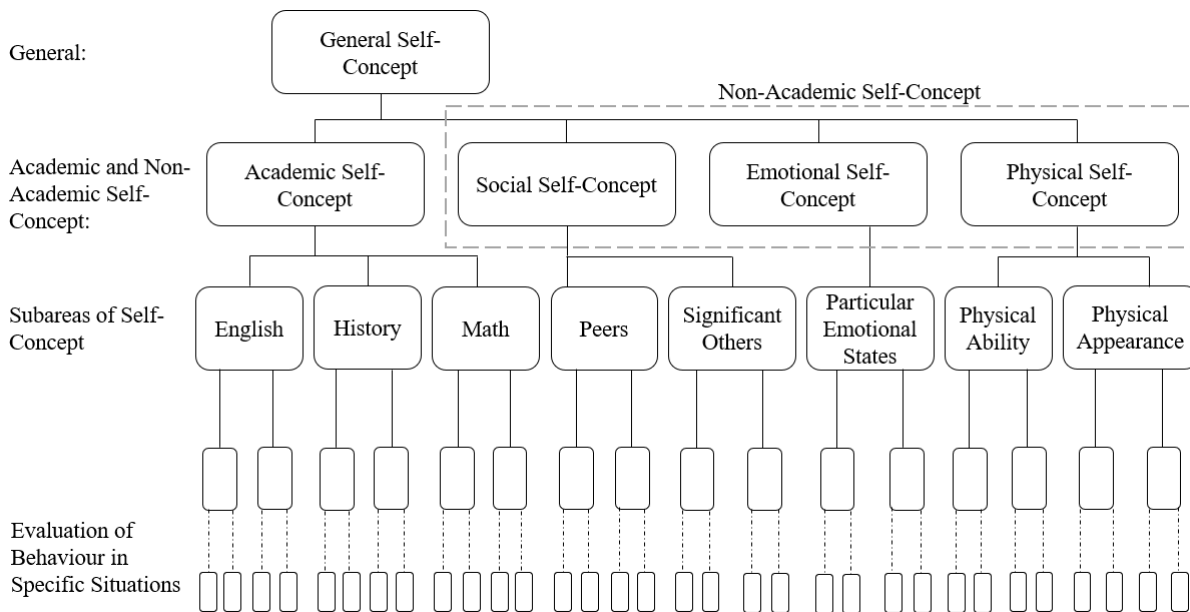 General:
General Self-
Concept
Non-Academic Self-Concept
Academic and Non-
Academic Self-
Concept:
Academic Self-
Concept
Social Self-Concept
Emotional Self-
Concept
Physical Self-
Concept
Subareas of Self-
Concept
English
History
Math
Peers
Significant
Others
Particular
Emotional
States
Physical
Ability
Physical
Appearance
Evaluation of
Behaviour in
Specific Situations